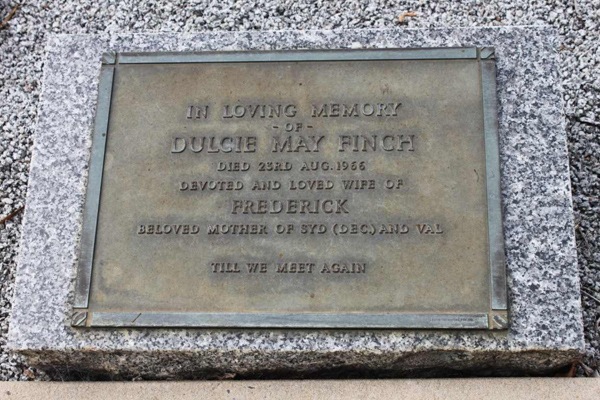 IN LOVING MEMORY
- OF -
DULCIE MAY FINCH
DIED 23RD AUG. 1966
DEVOTED AND LOVED WIFE OF
FREDERICK
BELOVED MOTHER OF SYD (DEC.) AND VAL
TILL WE MEET AGAIN